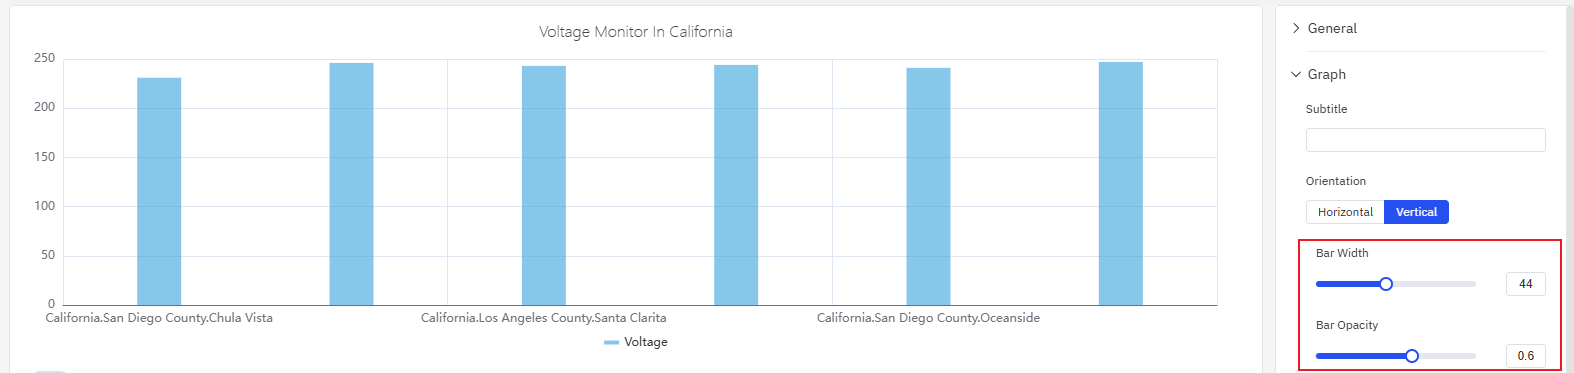 Voltage Monitor In California
250
200
150
100
50
0
California.San Diego County.Chula Vista
California.Los Angeles County.Santa Clarita
California.San Diego County.Oceanside
Voltage
General
Graph
Subtitle
Orientation
Horizontal Vertical
Bar Width
44
Bar Opacity
0.6